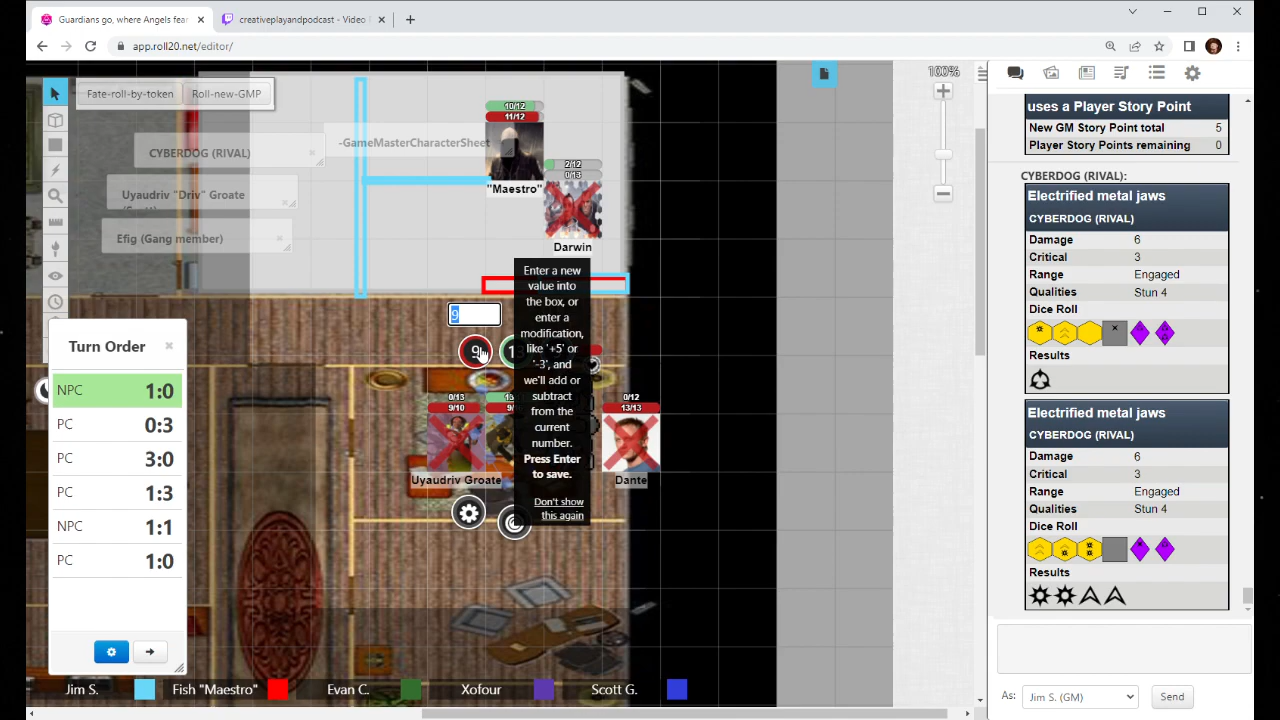 Guardians go, where Angels fear
creativeplayandpodcast - Video
app.roll20.net/editor/
Fate-roll-by-token
Roll-new-GMP
100%
CYBERDOG (RIVAL)
-GameMasterCharacterSheet
Uyaudriv "Driv" Groate
Efig (Gang member)
10/12
11/12
"Maestro"
2/12
0/13
Darwin
9
9
Enter a new
value into
the box, or
enter a
modification,
like '+5' or
'-3', and
we'll add or
subtract
from the
current
number.
Press Enter
to save.
Don't show
this again
0/13
9/10
Uyaudriv Groate
0/12
13/13
Dante
Turn Order
NPC 1:0
PC 0:3
PC 3:0
PC 1:3
NPC 1:1
PC 1:0
Jim S.
Fish "Maestro"
Evan C.
Xofour
Scott G.
uses a Player Story Point
New GM Story Point total 5
Player Story Points remaining 0
CYBERDOG (RIVAL):
Electrified metal jaws
CYBERDOG (RIVAL)
Damage 6
Critical 3
Range Engaged
Qualities Stun 4
Dice Roll
Results
Electrified metal jaws
CYBERDOG (RIVAL)
Damage 6
Critical 3
Range Engaged
Qualities Stun 4
Dice Roll
Results
As: Jim S. (GM) Send